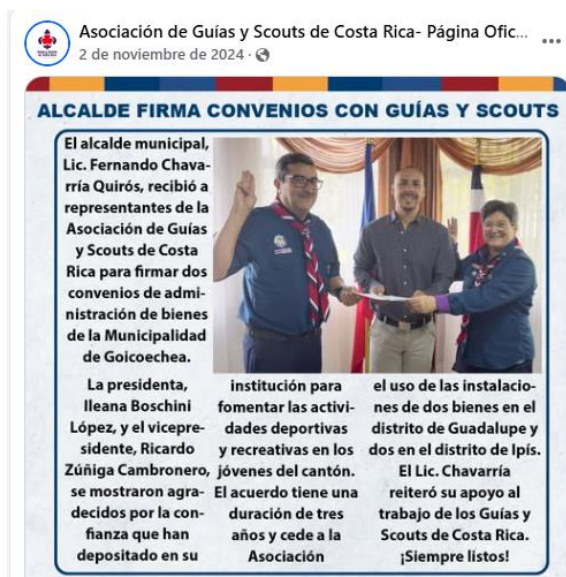 Asociación de Guías y Scouts de Costa Rica- Página Ofic...
2 de noviembre de 2024 ·
ALCALDE FIRMA CONVENIOS CON GUÍAS Y SCOUTS
El alcalde municipal,
Lic. Fernando Chava-
rría Quirós, recibió a
representantes de la
Asociación de Guías
y Scouts de Costa
Rica para firmar dos
convenios de admi-
nistración de bienes
de la Municipalidad
de Goicoechea.
La presidenta,
Ileana Boschini
López, y el vicepre-
sidente, Ricardo
Zúñiga Cambronero,
se mostraron agra-
decidos por la con-
fianza que han
depositado en su
institución para
fomentar las activi-
dades deportivas
y recreativas en los
jóvenes del cantón.
El acuerdo tiene una
duración de tres
años y cede a la
Asociación
el uso de las instalacio-
nes de dos bienes en el
distrito de Guadalupe y
dos en el distrito de Ipís.
El Lic. Chavarría
reiteró su apoyo al
trabajo de los Guías y
Scouts de Costa Rica.
¡Siempre listos!